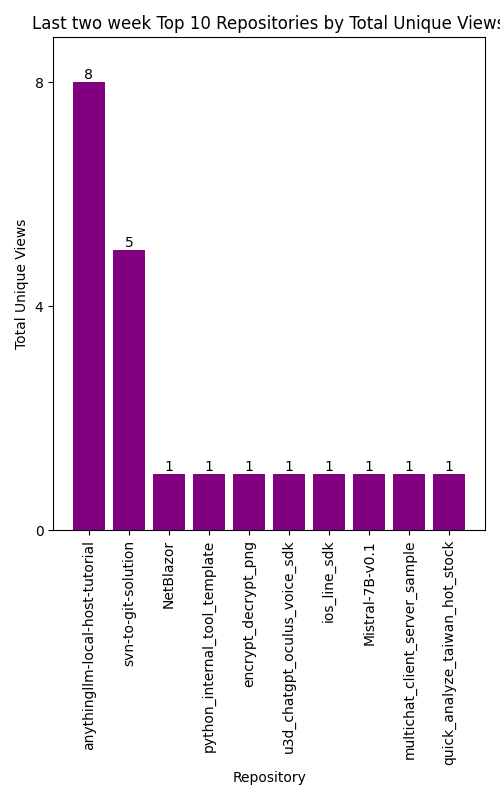 Last two week Top 10 Repositories by Total Unique Views
Total Unique Views
8
4
0
8
5
1
1
1
1
1
1
1
1
anythingllm-local-host-tutorial
svn-to-git-solution
NetBlazor
python_internal_tool_template
encrypt_decrypt_png
u3d_chatgpt_oculus_voice_sdk
ios_line_sdk
Mistral-7B-v0.1
multichat_client_server_sample
quick_analyze_taiwan_hot_stock
Repository